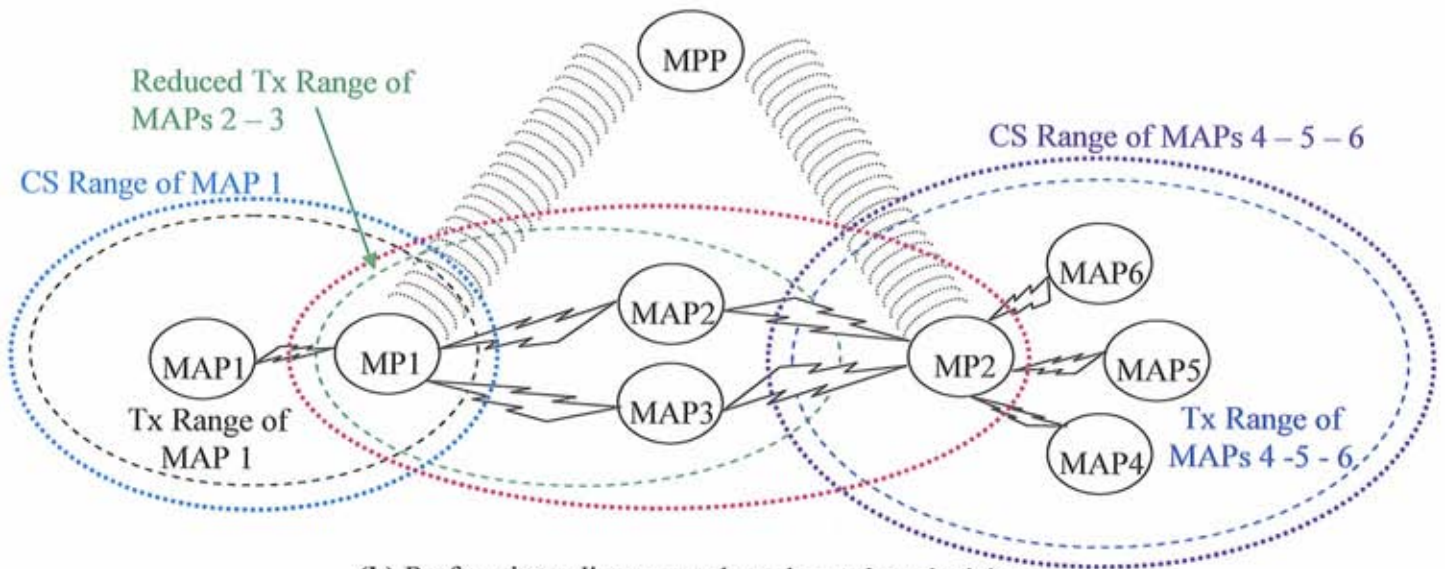 MPP
Reduced Tx Range of
MAPs 2 – 3
CS Range of MAPs 4 – 5 – 6
CS Range of MAP 1
MAP6
MAP2
MAP1
MP1
MP2
MAP5
MAP3
Tx Range of
MAP 1
Tx Range of
MAPs 4 -5 - 6
MAP4